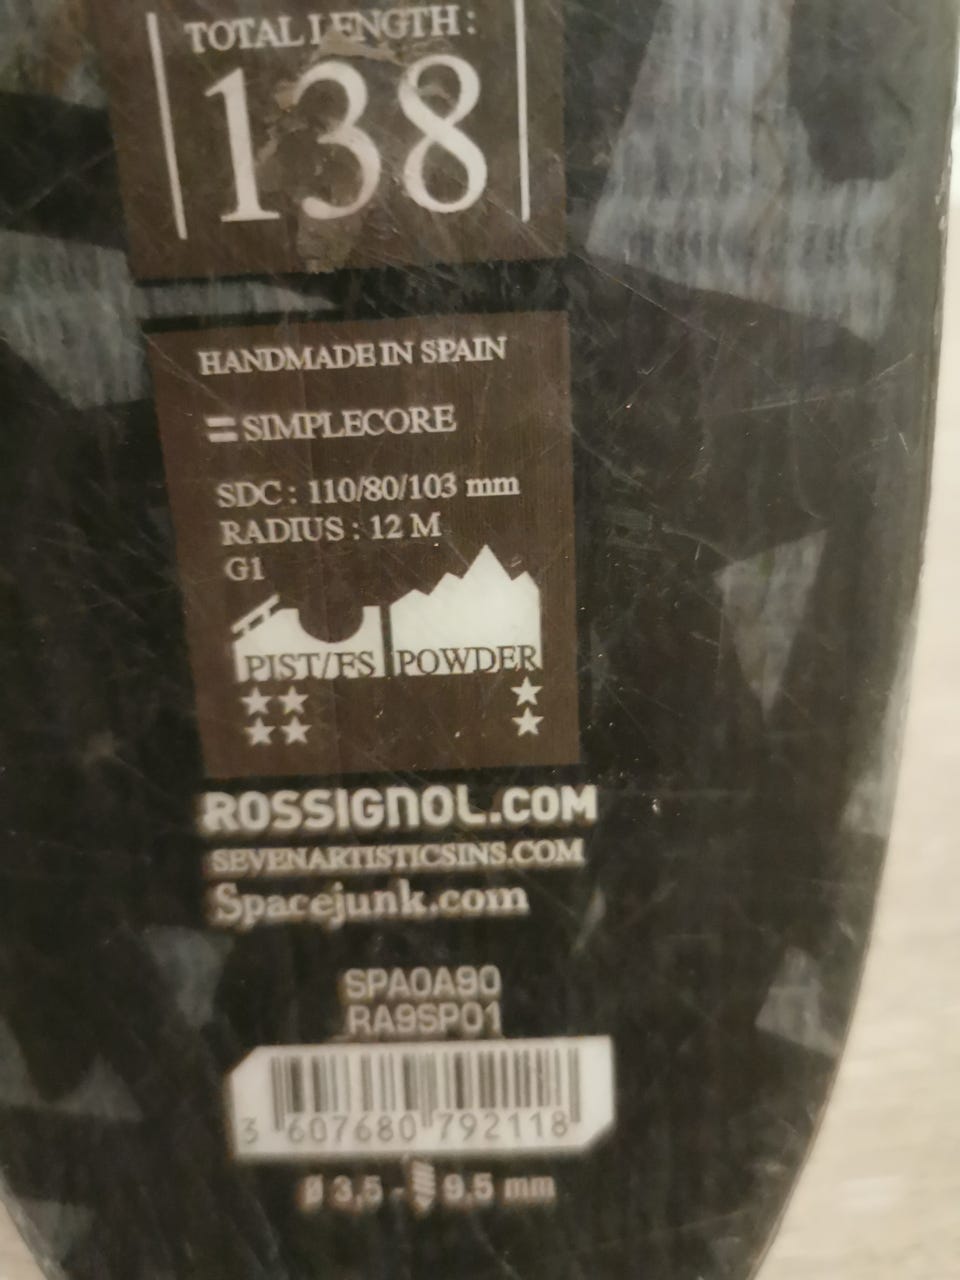 TOTAL LENGTH :
138
HANDMADE IN SPAIN
SIMPLECORE
SDC : 110/80/103 mm
RADIUS : 12 M
G1
PIST/FS POWDER
ROSSIGNOL.COM
SEVENARTISTICSINS.COM
Spacejunk.com
SPA0A90
RA9SP01
3 607680 792118
Ø 3,5 - 9.5 mm